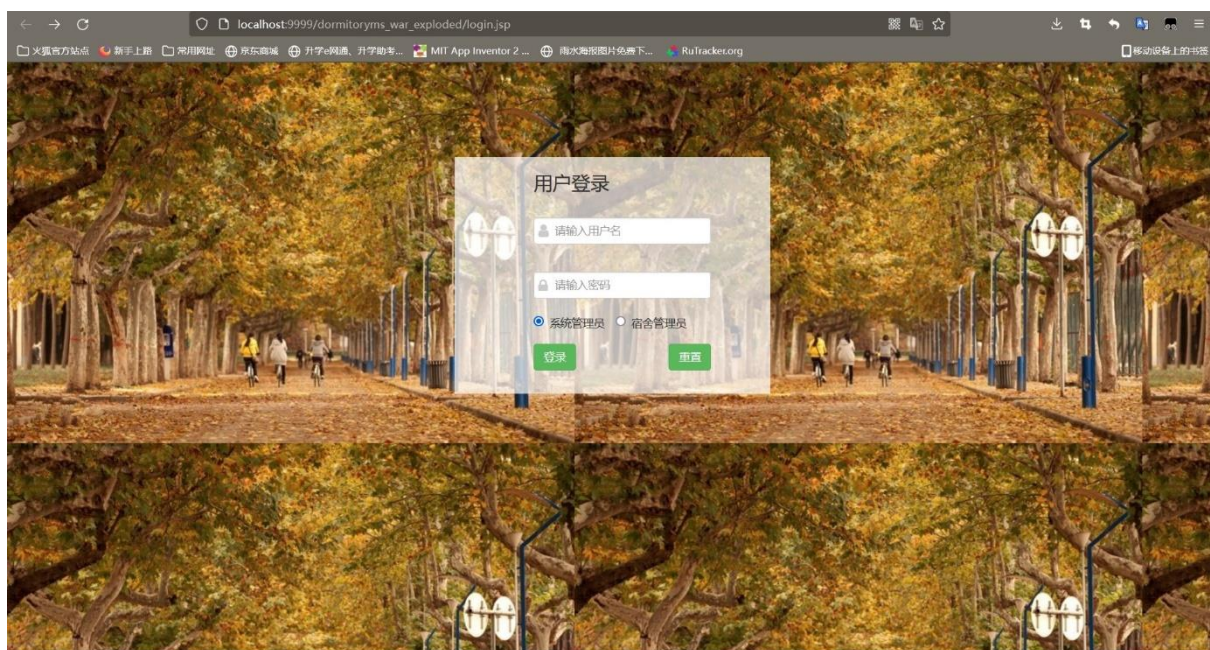 localhost:9999/dormitoryms_war_exploded/login.jsp
火狐官方站点 新手上路 常用网址 京东商城 升学e网通、升学助考... MIT App Inventor 2 ... 雨水海报图片免费下... RuTracker.org 移动设备上的书签
用户登录
请输入用户名
请输入密码
系统管理员 宿舍管理员
登录 重置